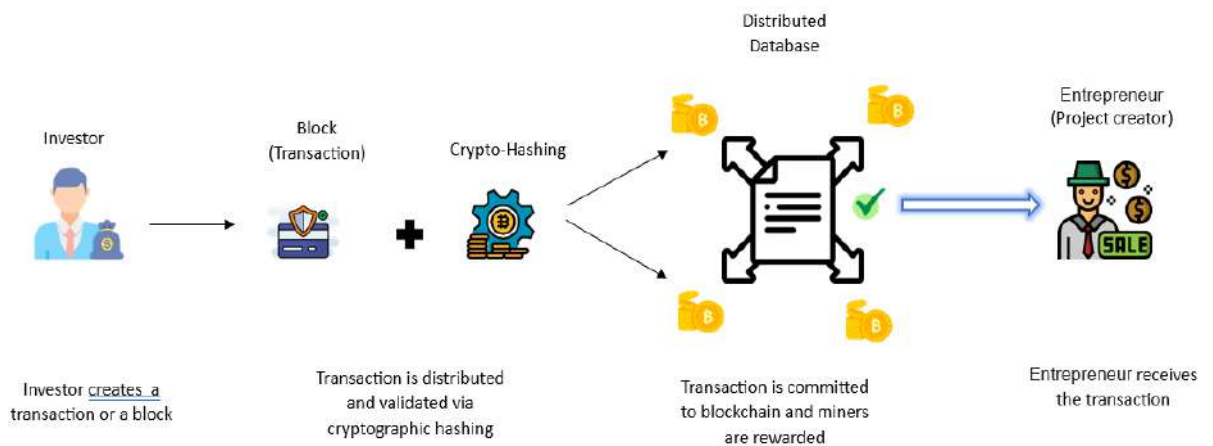 Distributed
Database
Entrepreneur
(Project creator)
Investor
Block
(Transaction)
Crypto-Hashing
SALE
Investor creates a
transaction or a block
Transaction is distributed
and validated via
cryptographic hashing
Transaction is committed
to blockchain and miners
are rewarded
Entrepreneur receives
the transaction